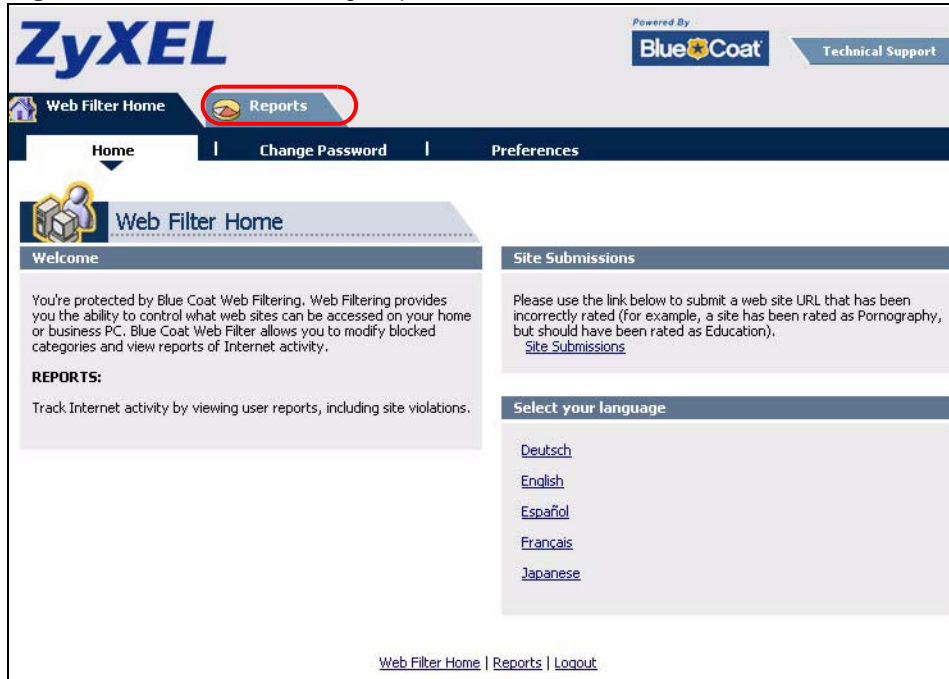 ZyXEL
Powered By
Blue Coat
Technical Support
Web Filter Home
Reports
Home | Change Password | Preferences
Web Filter Home
Welcome
You're protected by Blue Coat Web Filtering. Web Filtering provides
you the ability to control what web sites can be accessed on your home
or business PC. Blue Coat Web Filter allows you to modify blocked
categories and view reports of Internet activity.
REPORTS:
Track Internet activity by viewing user reports, including site violations.
Site Submissions
Please use the link below to submit a web site URL that has been
incorrectly rated (for example, a site has been rated as Pornography,
but should have been rated as Education).
Site Submissions
Select your language
Deutsch
English
Español
Français
Japanese
Web Filter Home | Reports | Logout